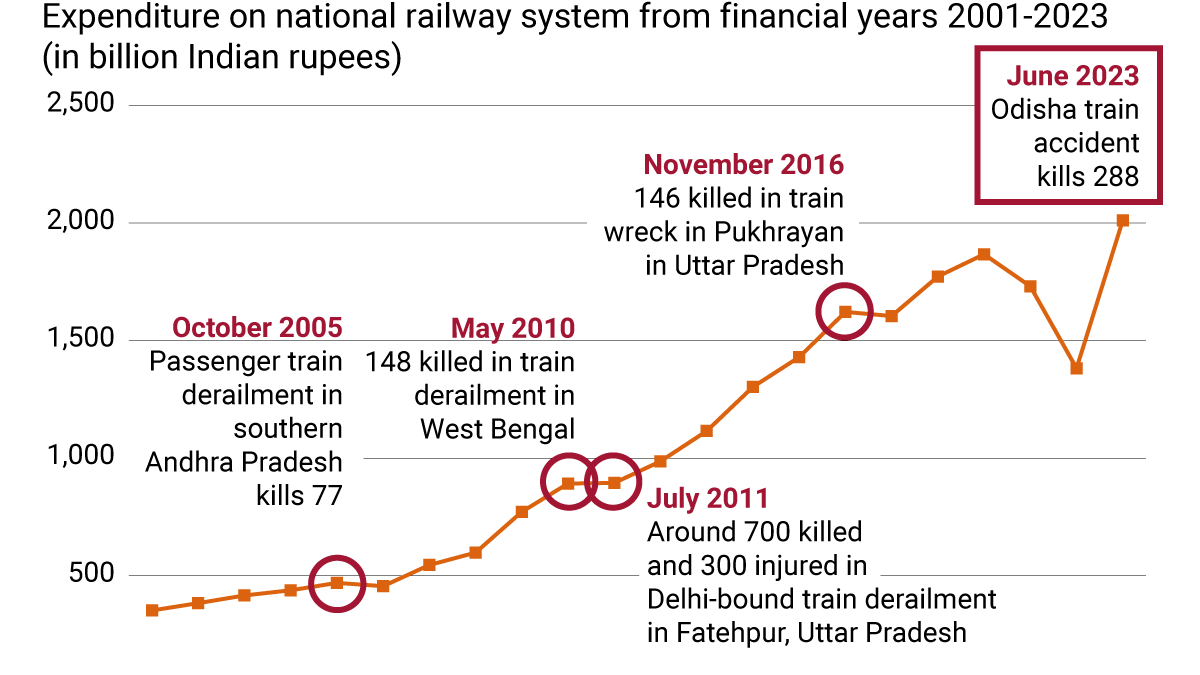 Expenditure on national railway system from financial years 2001-2023
(in billion Indian rupees)
2,500
2,000
1,500
1,000
500
October 2005
Passenger train
derailment in
southern
Andhra Pradesh
kills 77
May 2010
148 killed in train
derailment in
West Bengal
July 2011
Around 700 killed
and 300 injured in
Delhi-bound train derailment
in Fatehpur, Uttar Pradesh
November 2016
146 killed in train
wreck in Pukhrayan
in Uttar Pradesh
June 2023
Odisha train
accident
kills 288